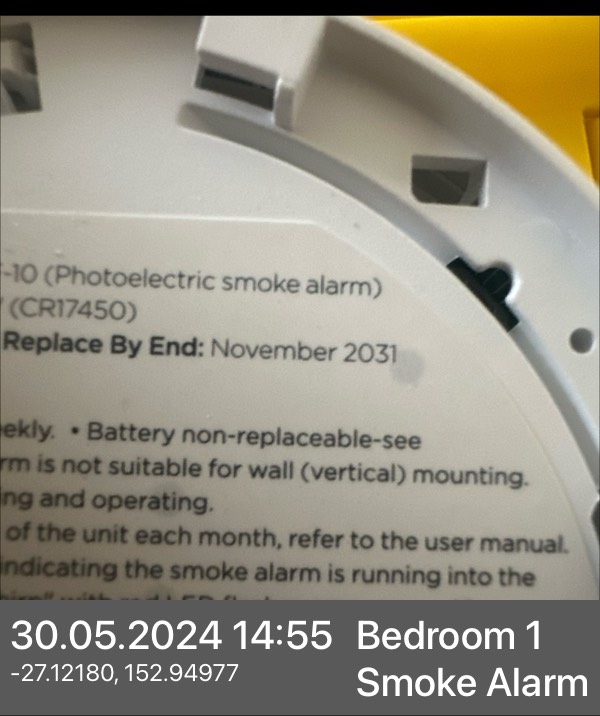 -10 (Photoelectric smoke alarm)
(CR17450)
Replace By End: November 2031
ekly. • Battery non-replaceable-see
rm is not suitable for wall (vertical) mounting.
ing and operating.
of the unit each month, refer to the user manual.
indicating the smoke alarm is running into the
30.05.2024 14:55
-27.12180, 152.94977
Bedroom 1
Smoke Alarm